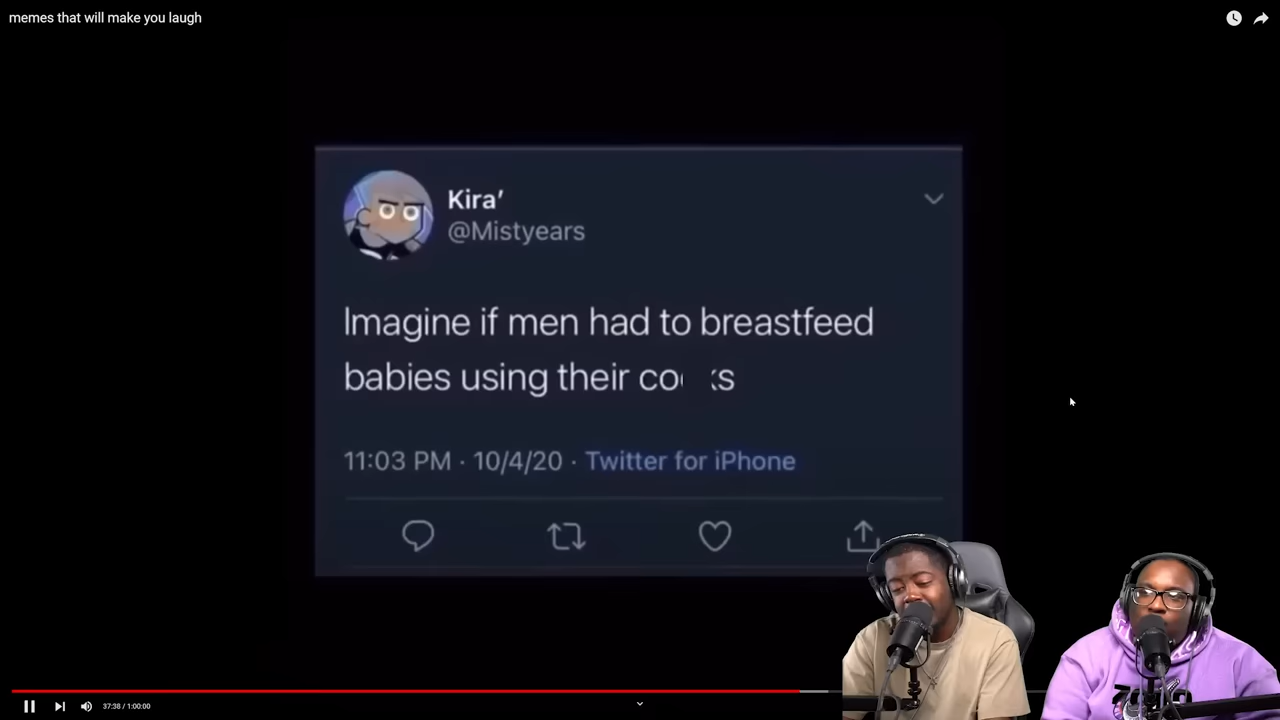 memes that will make you laugh
Kira'
@Mistyears
Imagine if men had to breastfeed
babies using their
11:03 PM · 10/4/20 · Twitter for iPhone
37:38 / 1:00:00